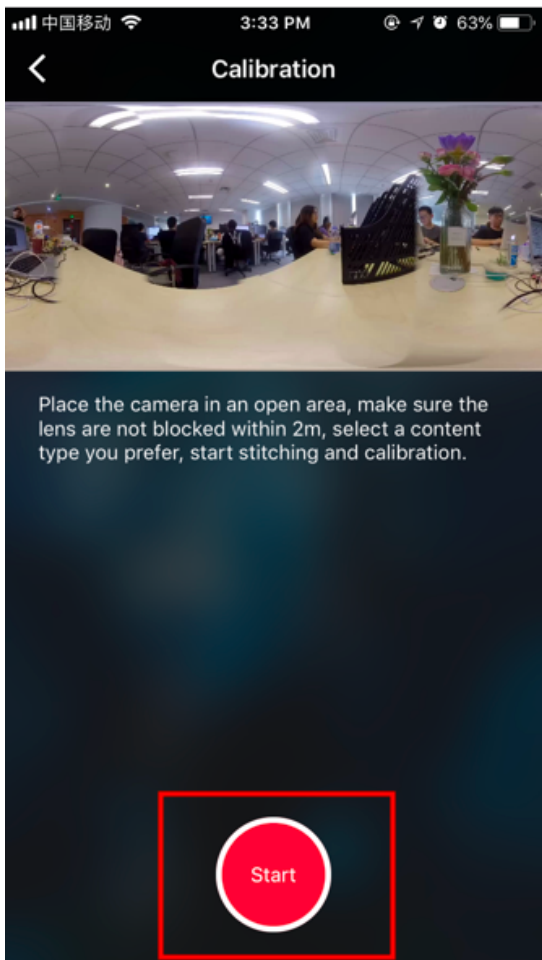 中国移动 3:33 PM 63%
Calibration
Place the camera in an open area, make sure the
lens are not blocked within 2m, select a content
type you prefer, start stitching and calibration.
Start